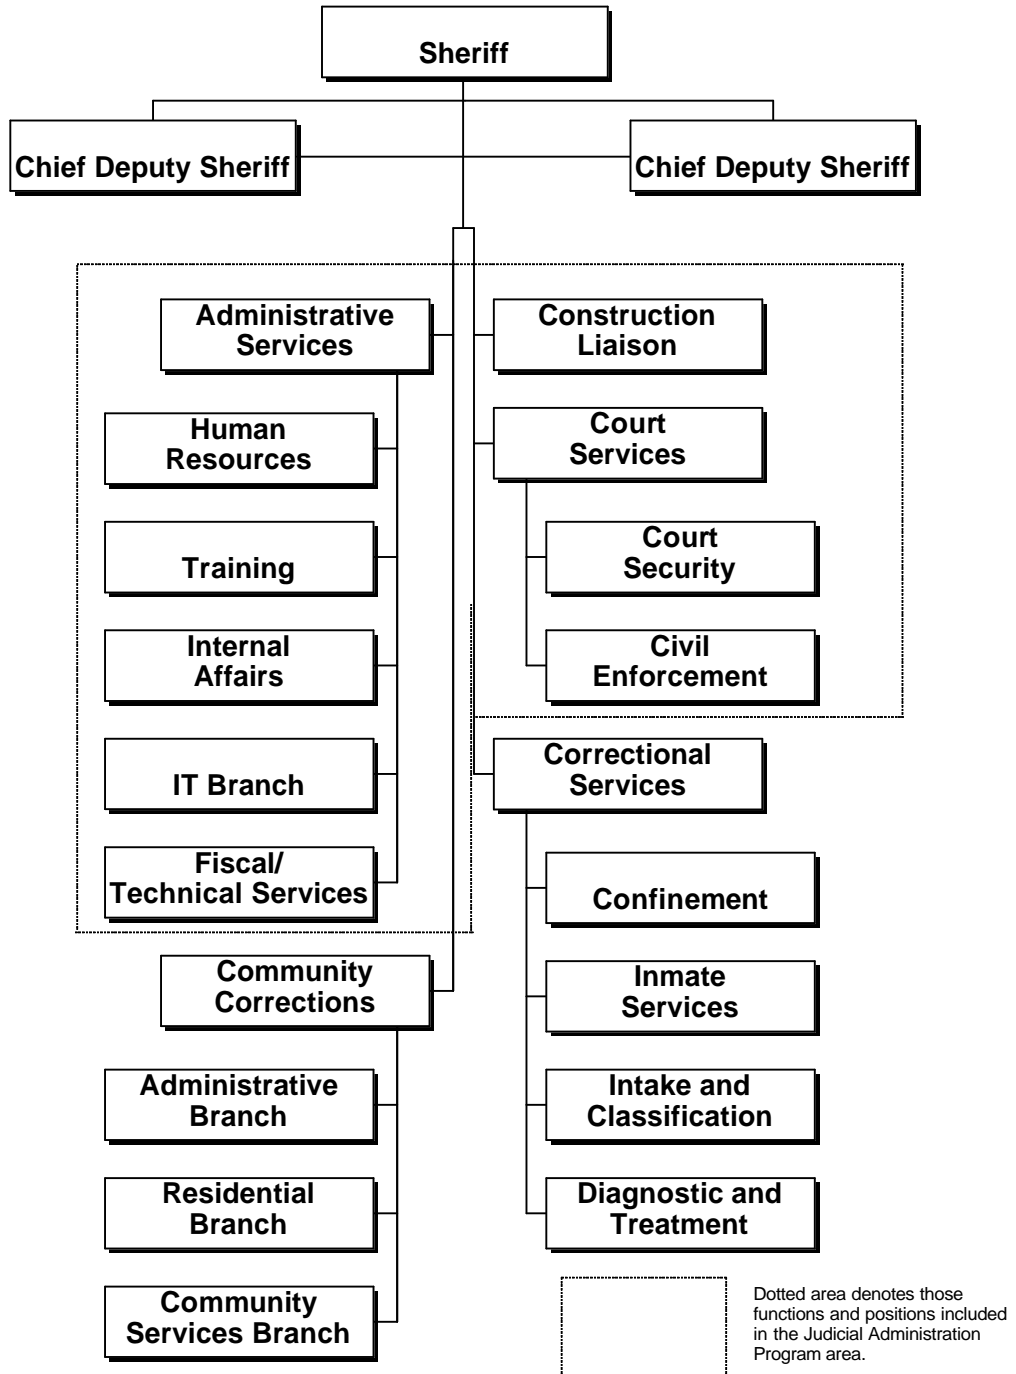 Sheriff
Chief Deputy Sheriff
Chief Deputy Sheriff
Administrative
Services
Human
Resources
Training
Internal
Affairs
IT Branch
Fiscal/
Technical Services
Construction
Liaison
Court
Services
Court
Security
Civil
Enforcement
Correctional
Services
Confinement
Inmate
Services
Intake and
Classification
Diagnostic and
Treatment
Community
Corrections
Administrative
Branch
Residential
Branch
Community
Services Branch
Dotted area denotes those
functions and positions included
in the Judicial Administration
Program area.